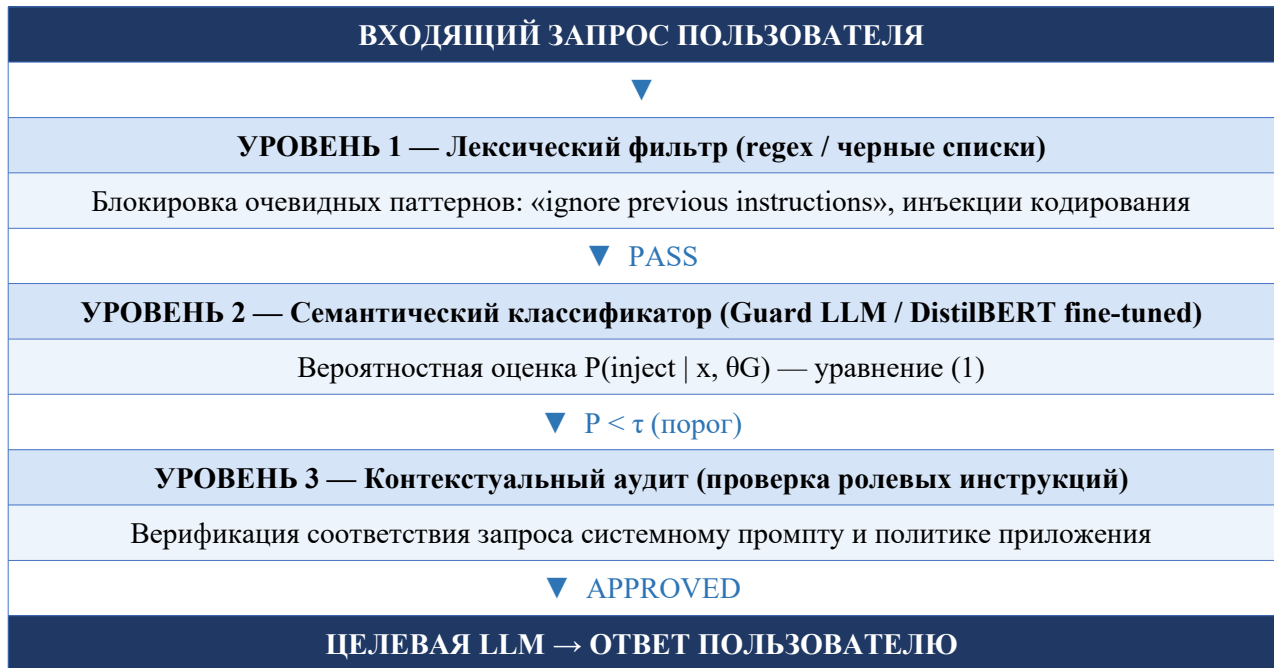 ВХОДЯЩИЙ ЗАПРОС ПОЛЬЗОВАТЕЛЯ
▼
УРОВЕНЬ 1 — Лексический фильтр (regex / черные списки)
Блокировка очевидных паттернов: «ignore previous instructions», инъекции кодирования
▼ PASS
УРОВЕНЬ 2 — Семантический классификатор (Guard LLM / DistilBERT fine-tuned)
Вероятностная оценка P(inject | x, θG) — уравнение (1)
▼ P < τ (порог)
УРОВЕНЬ 3 — Контекстуальный аудит (проверка ролевых инструкций)
Верификация соответствия запроса системному промпту и политике приложения
▼ APPROVED
ЦЕЛЕВАЯ LLM → ОТВЕТ ПОЛЬЗОВАТЕЛЮ